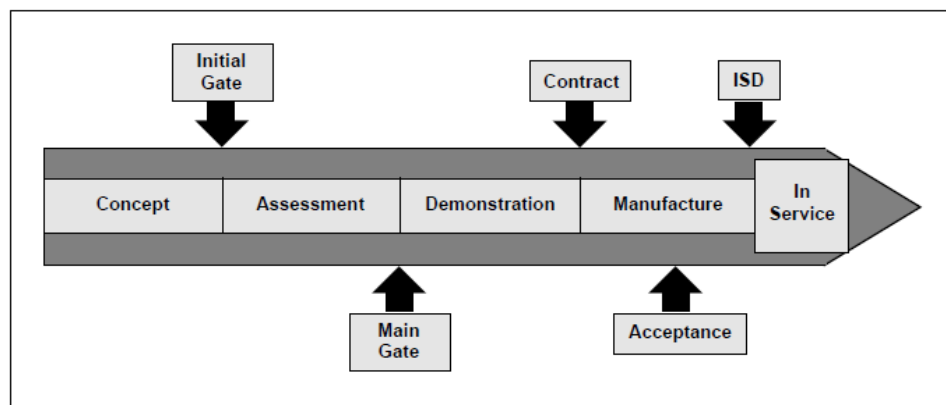 Initial
Gate
Contract
ISD
Concept
Assessment
Demonstration
Manufacture
In
Service
Main
Gate
Acceptance